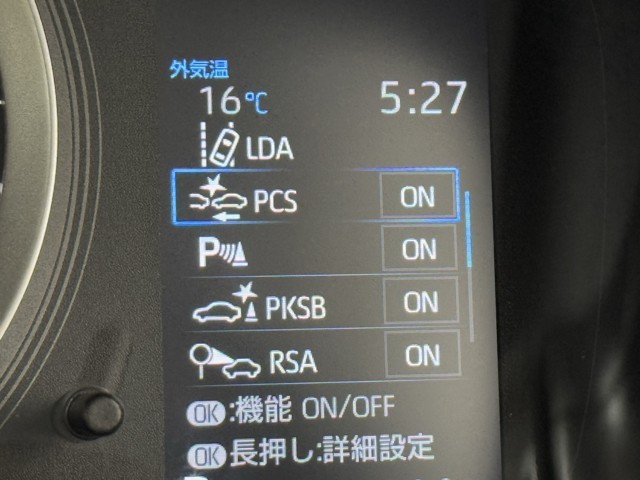 外気温
16℃ 5:27
LDA
PCS ON
P ON
PKSB ON
RSA ON
OK:機能 ON/OFF
OK長押し:詳細設定